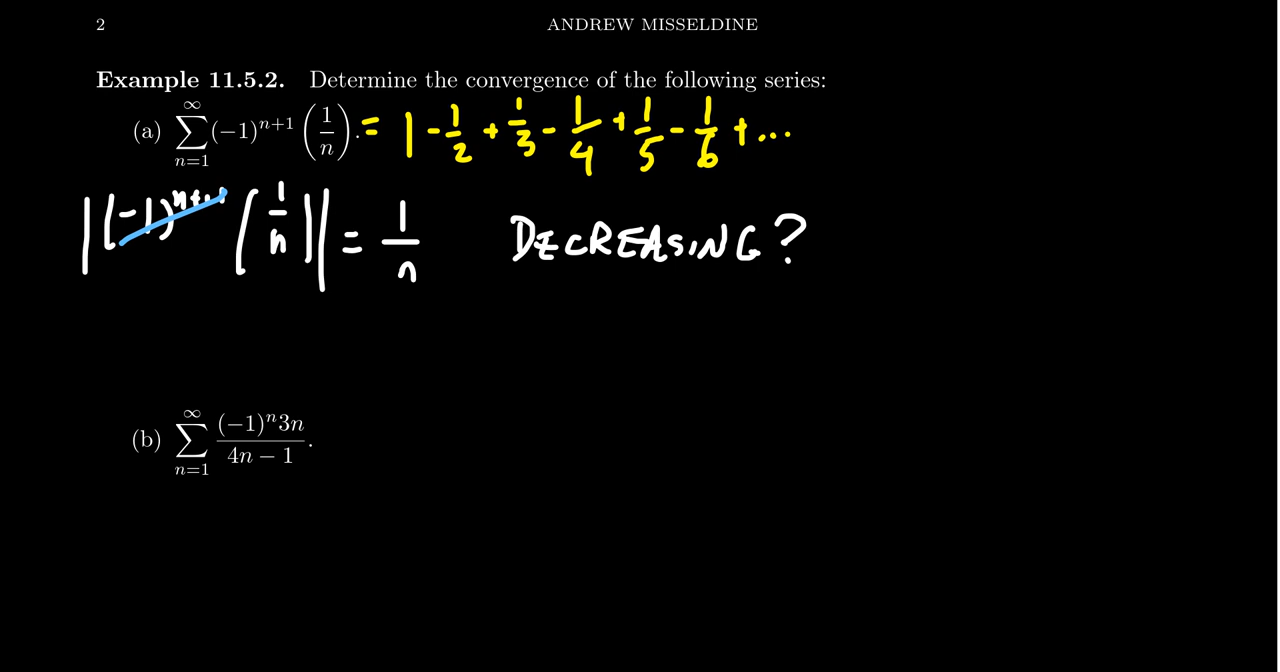 2 ANDREW MISSELDINE
Example 11.5.2. Determine the convergence of the following series:
(a) ∑_{n=1}^{∞} (−1)^{n+1} (1/n). = 1 - 1/2 + 1/3 - 1/4 + 1/5 - 1/6 + ...
|(-1)^{n+1} (1/n)| = 1/n DECREASING?
(b) ∑_{n=1}^{∞} (−1)^n 3n / 4n − 1.